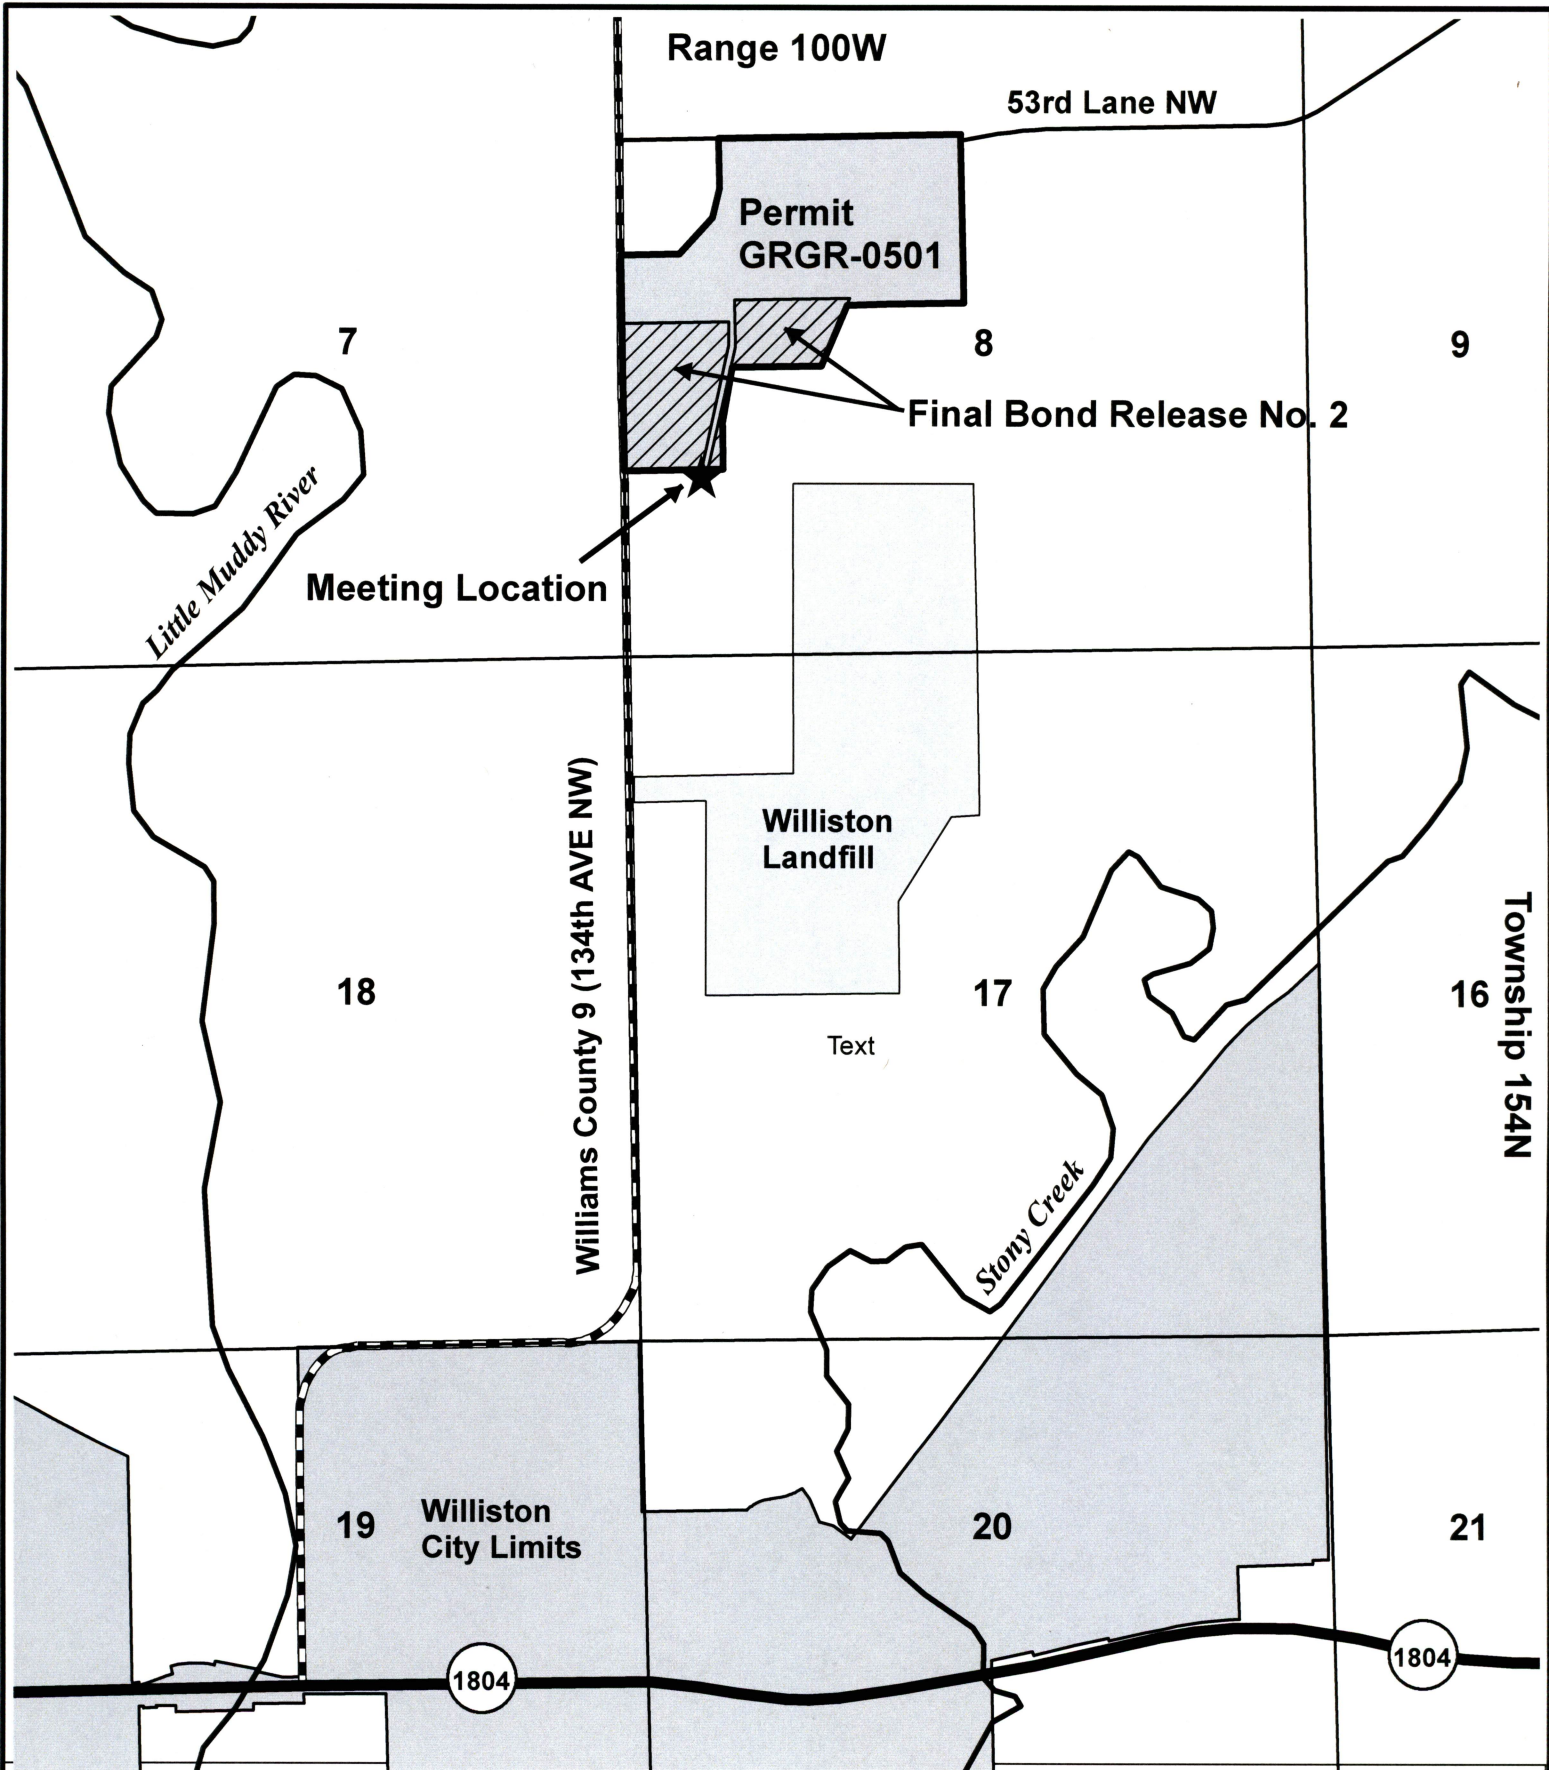 Range 100W
53rd Lane NW
Permit
GRGR-0501
7
8
9
Final Bond Release No. 2
Little Muddy River
Meeting Location
Williams County 9 (134th AVE NW)
Williston
Landfill
Township 154N
18
17
16
Text
Stony Creek
19
Williston
City Limits
20
21
1804
1804